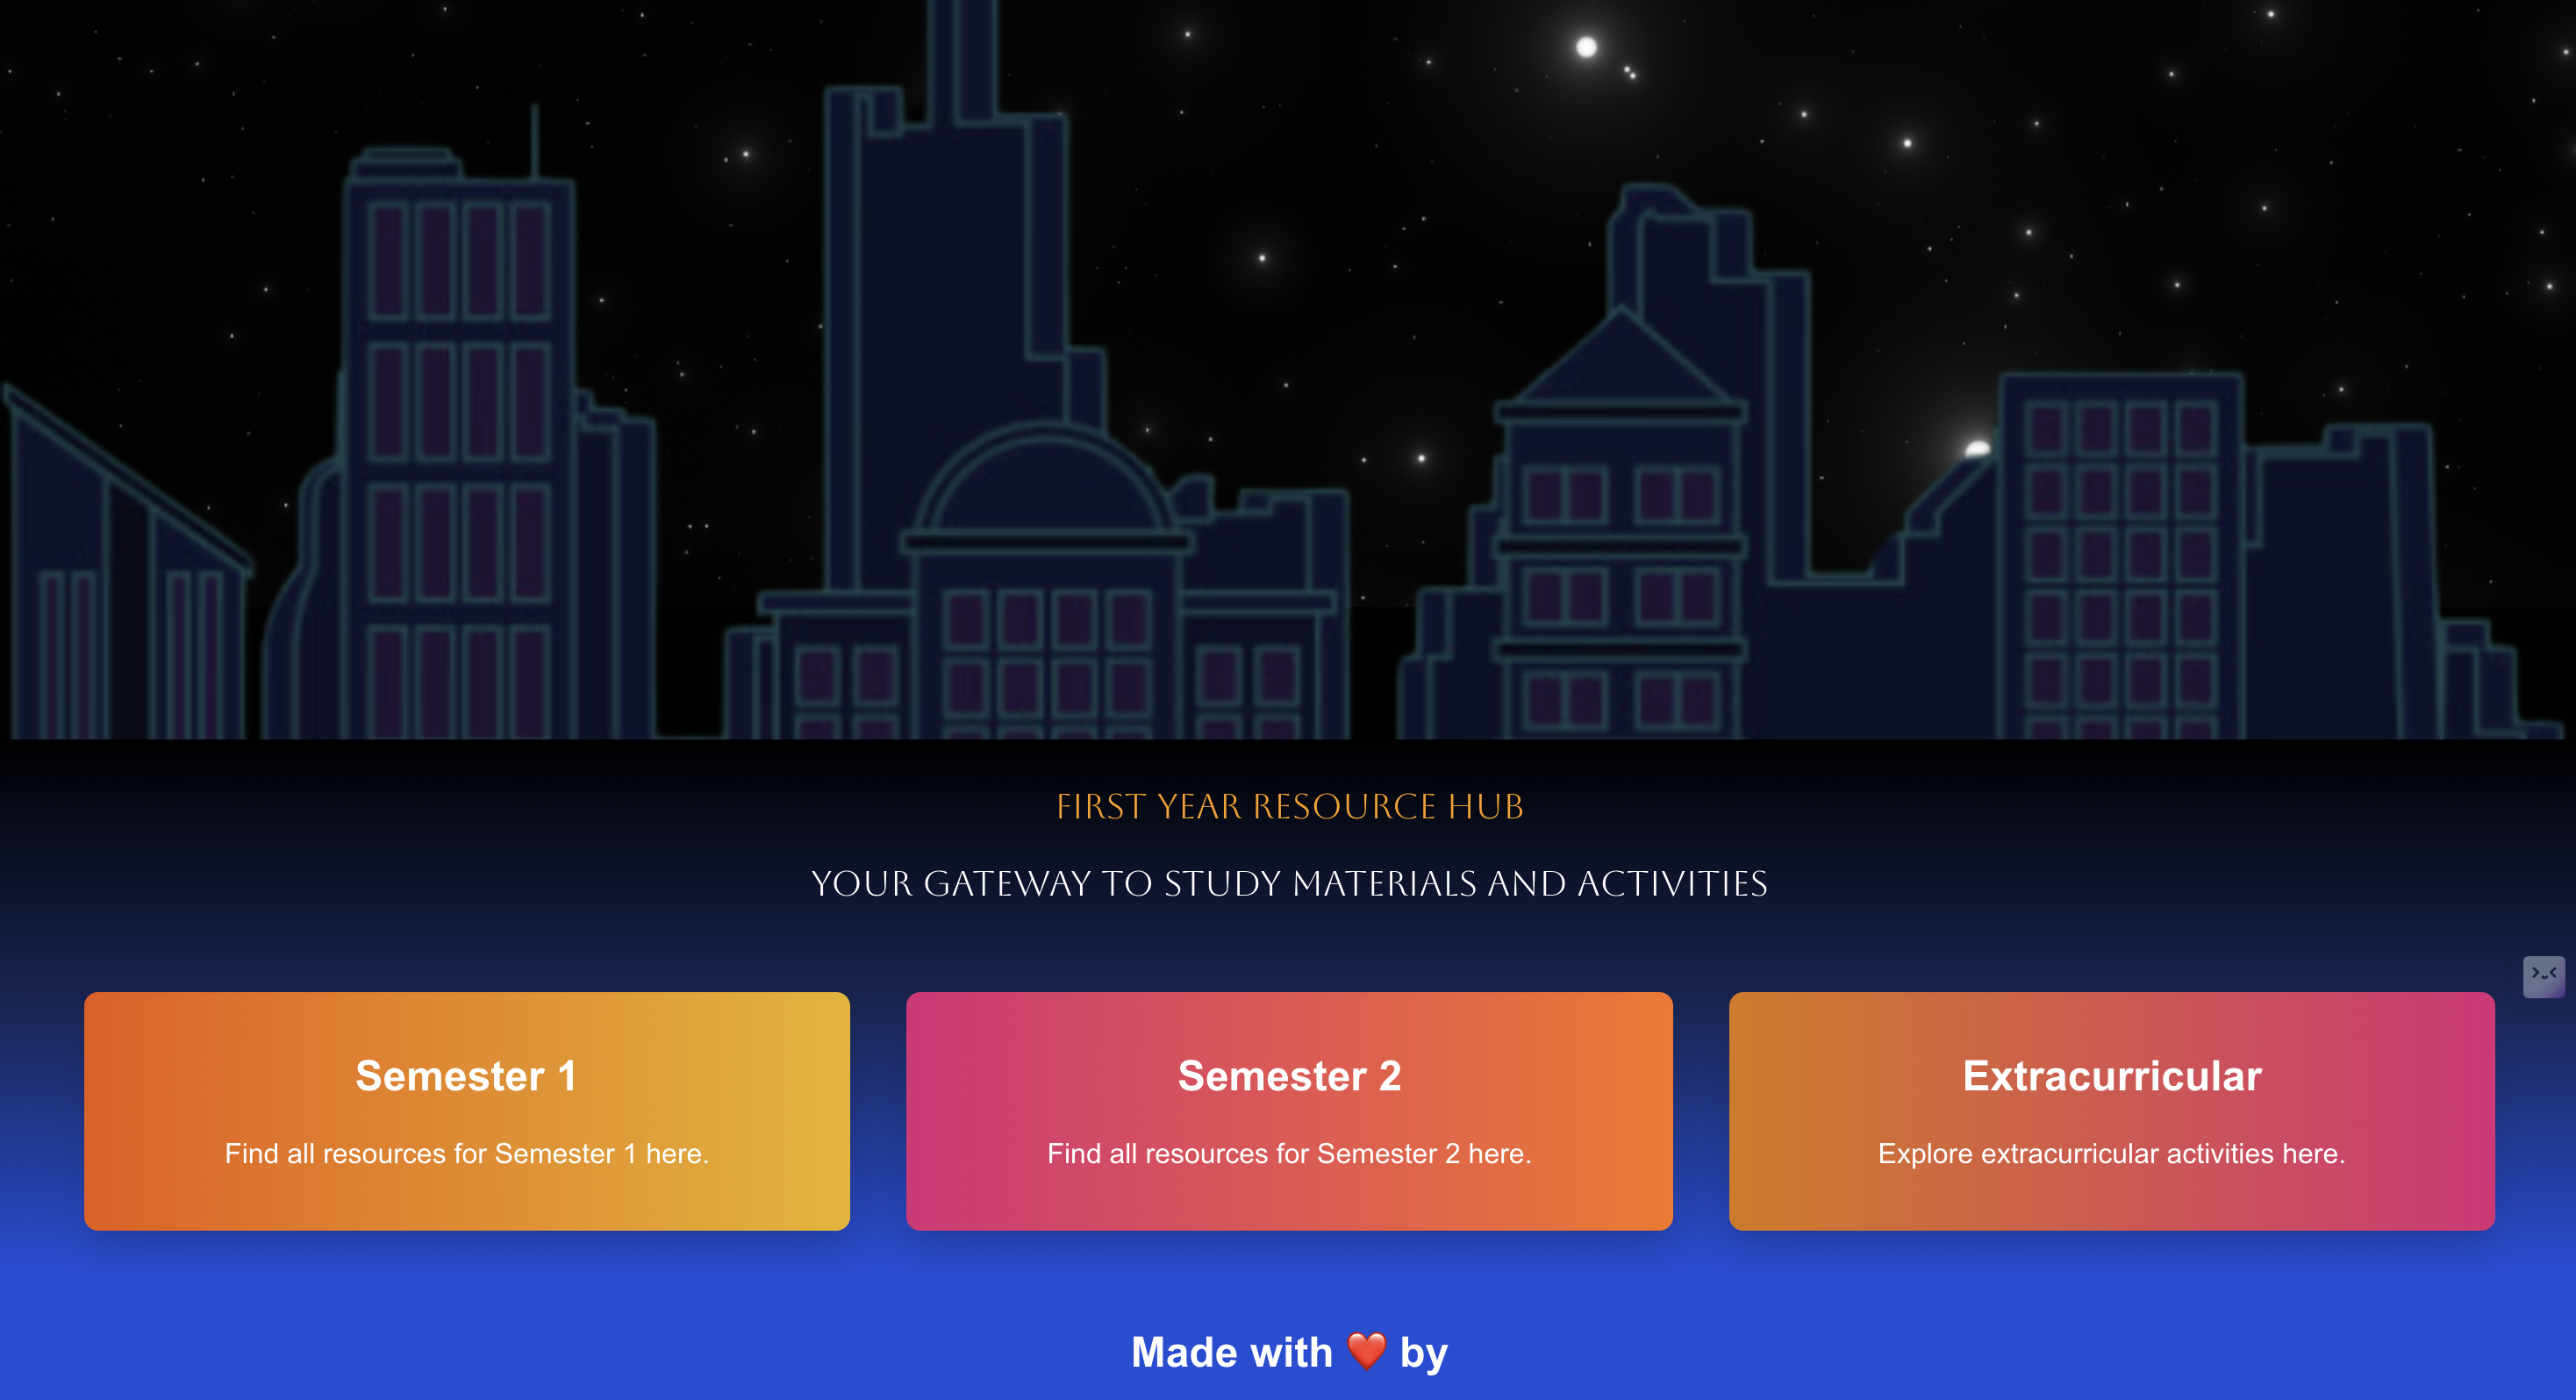 FIRST YEAR RESOURCE HUB
YOUR GATEWAY TO STUDY MATERIALS AND ACTIVITIES
Semester 1
Semester 2
Extracurricular
Find all resources for Semester 1 here.
Find all resources for Semester 2 here.
Explore extracurricular activities here.
Made with ❤️ by